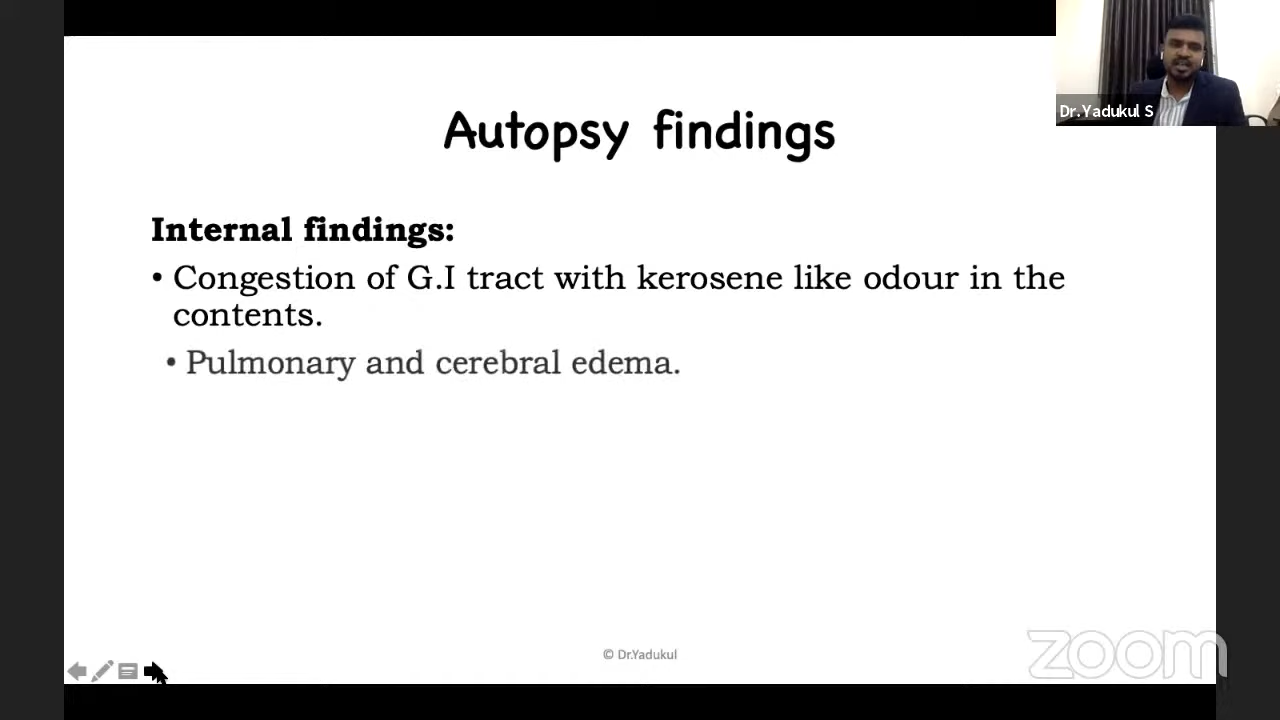 Dr.Yadukul S
Autopsy findings
Internal findings:
• Congestion of G.I tract with kerosene like odour in the
contents.
• Pulmonary and cerebral edema.
© Dr.Yadukul
zoom